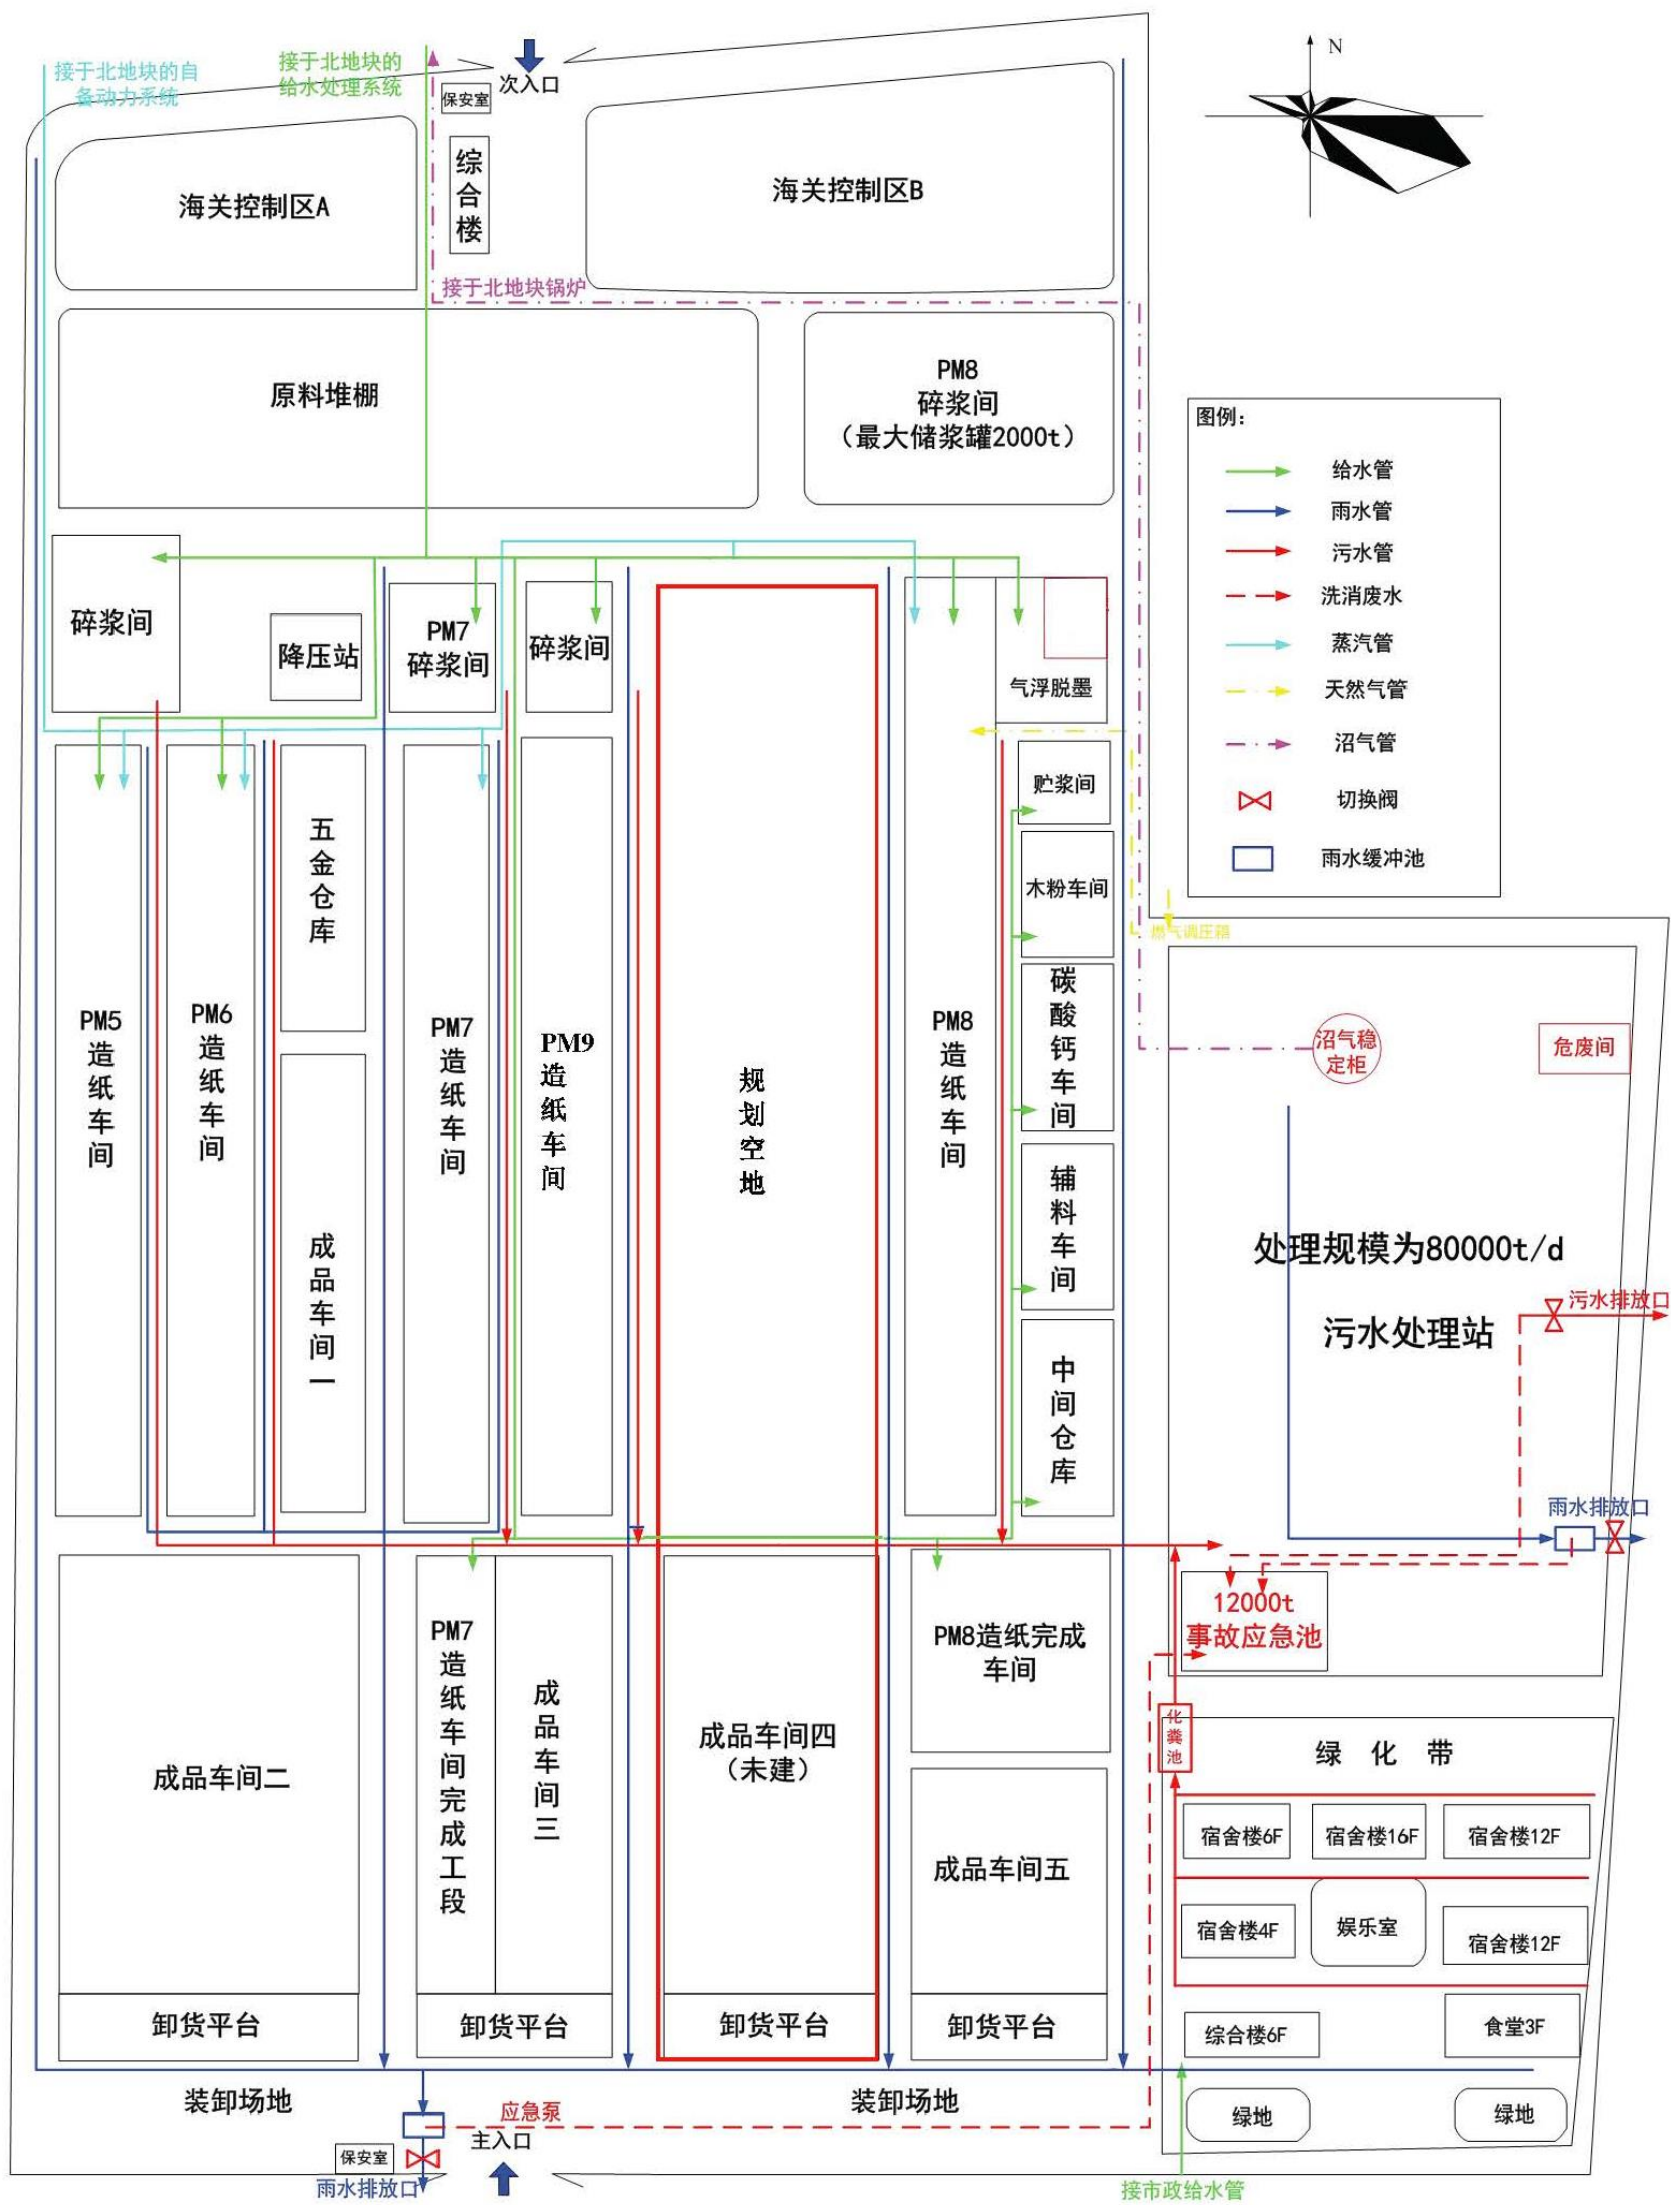 接于北地块的自
备动力系统
接于北地块的
给水处理系统
次入口
保安室
综合楼
N
海关控制区A
海关控制区B
接于北地块锅炉
原料堆棚
PM8
碎浆间
（最大储浆罐2000t）
图例：
给水管
雨水管
污水管
洗消废水
蒸汽管
天然气管
沼气管
切换阀
雨水缓冲池
碎浆间
降压站
PM7
碎浆间
碎浆间
气浮脱墨
贮浆间
木粉车间
碳酸钙车间
辅料车间
中间仓库
燃气调压箱
PM5
造纸车间
PM6
造纸车间
五金仓库
成品车间一
PM7
造纸车间
PM9
造纸车间
规划空地
PM8
造纸车间
沼气稳
定柜
危废间
处理规模为80000t/d
污水处理站
污水排放口
雨水排放口
12000t
事故应急池
成品车间二
PM7
造纸车间完成工段
成品车间三
成品车间四
（未建）
PM8造纸完成
车间
成品车间五
化粪池
绿化带
宿舍楼6F
宿舍楼16F
宿舍楼12F
宿舍楼4F
娱乐室
宿舍楼12F
综合楼6F
食堂3F
绿地
绿地
卸货平台
卸货平台
卸货平台
卸货平台
装卸场地
装卸场地
应急泵
主入口
保安室
雨水排放口
接市政给水管